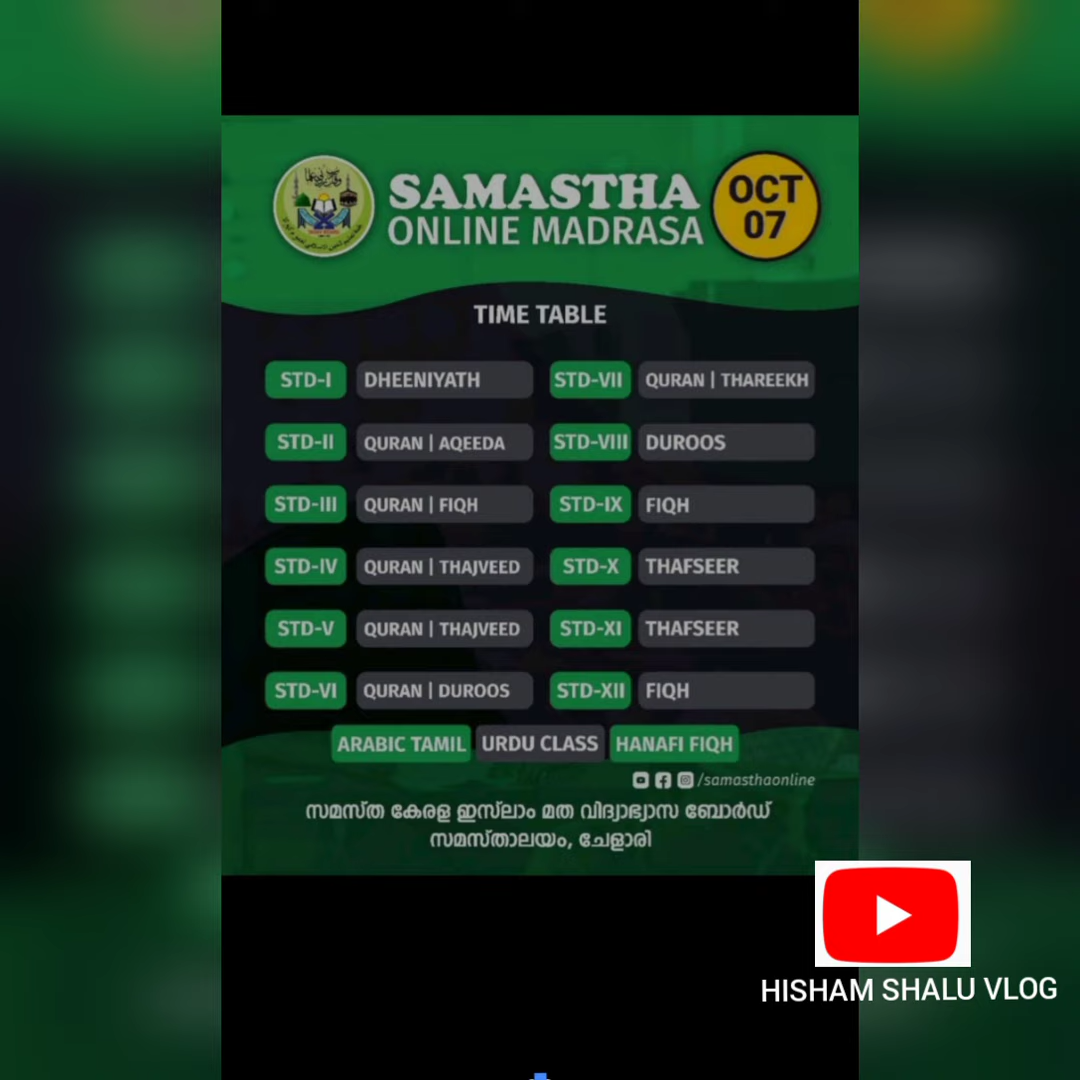 SAMASTHA
ONLINE MADRASA
OCT
07
TIME TABLE
STD-I DHEENIYATH
STD-II QURAN | AQEEDA
STD-III QURAN | FIQH
STD-IV QURAN | THAJVEED
STD-V QURAN | THAJVEED
STD-VI QURAN | DUROOS
STD-VII QURAN | THAREEKH
STD-VIII DUROOS
STD-IX FIQH
STD-X THAFSEER
STD-XI THAFSEER
STD-XII FIQH
ARABIC TAMIL URDU CLASS HANAFI FIQH
/samasthaonline
സമസ്ത കേരള ഇസ്‌ലാം മത വിദ്യാഭ്യാസ ബോർഡ്
സമസ്താലയം, ചേളാരി
HISHAM SHALU VLOG